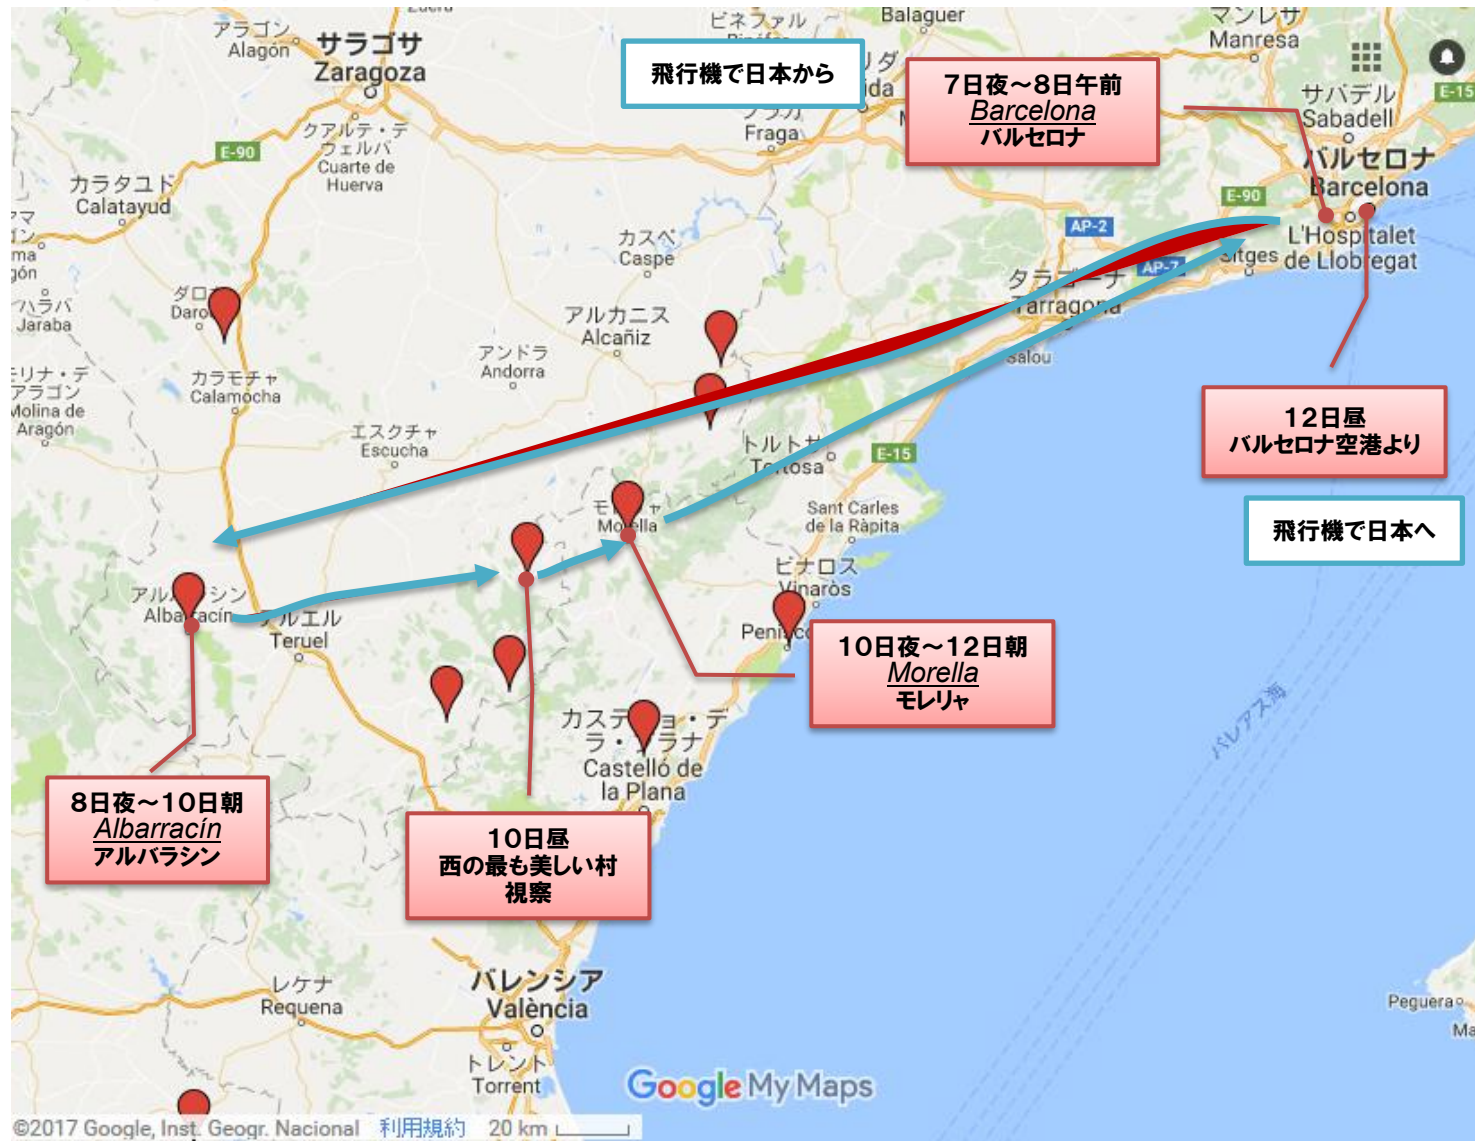 Zuera
アラゴン
Alagón
サラゴサ
Zaragoza
ビネファル
Balaguer
マンレサ
Manresa
飛行機で日本から
7日夜～8日午前
Barcelona
バルセロナ
サバデル
Sabadell
E-15
Fraga
クアルテ・デ
ウェルバ
Cuarte de
Huerva
E-90
カラタユド
Calatayud
バルセロナ
Barcelona
E-90
AP-2
L'Hospitalet
de Llobregat
Sitges
AP-7
カスペ
Caspe
タラゴーナ
Tarragona
Salou
ハラバ
Jaraba
アルカニス
Alcañiz
アンドラ
Andorra
カラモチャ
Calamocha
アラゴン
Molina de
Aragón
エスクチャ
Escucha
トルトサ
Tortosa
E-15
12日昼
バルセロナ空港より
Sant Carles
de la Ràpita
飛行機で日本へ
Morella
ビナロス
Vinaròs
Albarracín
テルエル
Teruel
10日夜～12日朝
Morella
モレリャ
バレアス海
カステリョ・デ
ラ・プラナ
Castelló de
la Plana
8日夜～10日朝
Albarracín
アルバラシン
10日昼
西の最も美しい村
視察
バレンシア
València
レケナ
Requena
Peguera
トレント
Torrent
Google My Maps
©2017 Google, Inst. Geogr. Nacional 利用規約 20 km